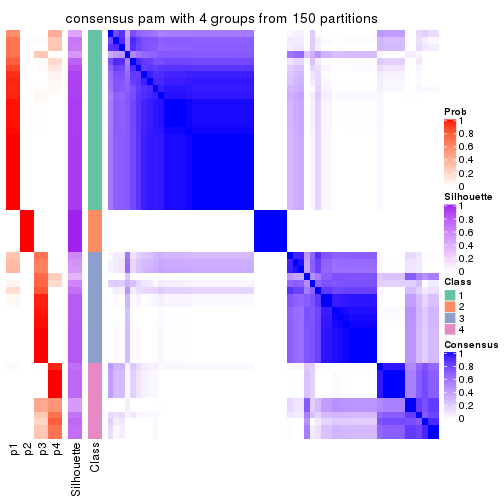 consensus pam with 4 groups from 150 partitions
Prob
1
0.8
0.6
0.4
0.2
0
Silhouette
1
0.8
0.6
0.4
0.2
0
Class
1
2
3
4
Consensus
1
0.8
0.6
0.4
0.2
0
p1
p2
p3
p4
Silhouette
Class